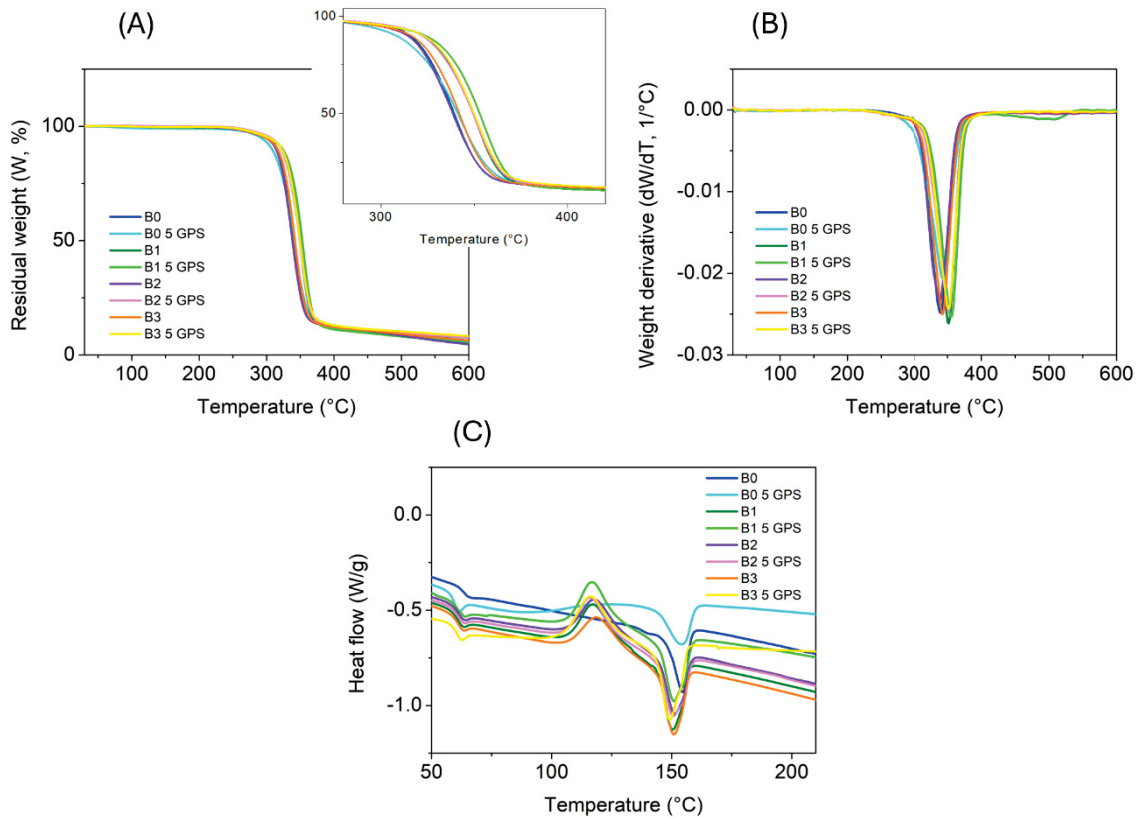 (A)
100
50
300
400
Temperature (°C)
Residual weight (W, %)
100
50
0
B0
B0 5 GPS
B1
B1 5 GPS
B2
B2 5 GPS
B3
B3 5 GPS
100
200
300
400
500
600
Temperature (°C)
(B)
Weight derivative (dW/dT, 1/°C)
0.00
-0.01
-0.02
-0.03
B0
B0 5 GPS
B1
B1 5 GPS
B2
B2 5 GPS
B3
B3 5 GPS
100
200
300
400
500
600
Temperature (°C)
(C)
Heat flow (W/g)
0.0
-0.5
-1.0
B0
B0 5 GPS
B1
B1 5 GPS
B2
B2 5 GPS
B3
B3 5 GPS
50
100
150
200
Temperature (°C)